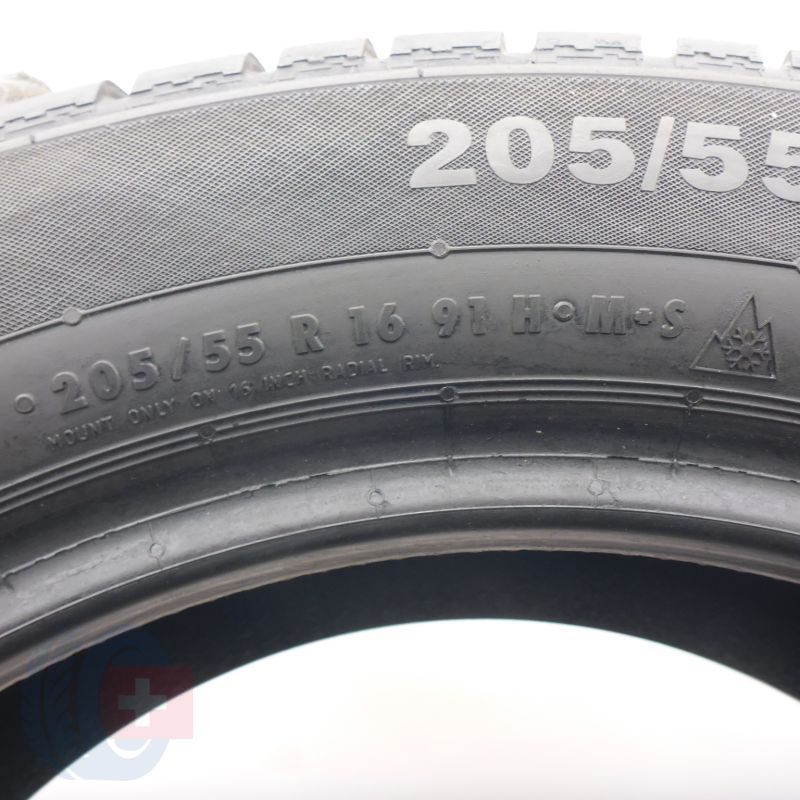 205/55
205/55 R 16 91 H•M+S
MOUNT ONLY ON 16 INCH RADIAL RIM.